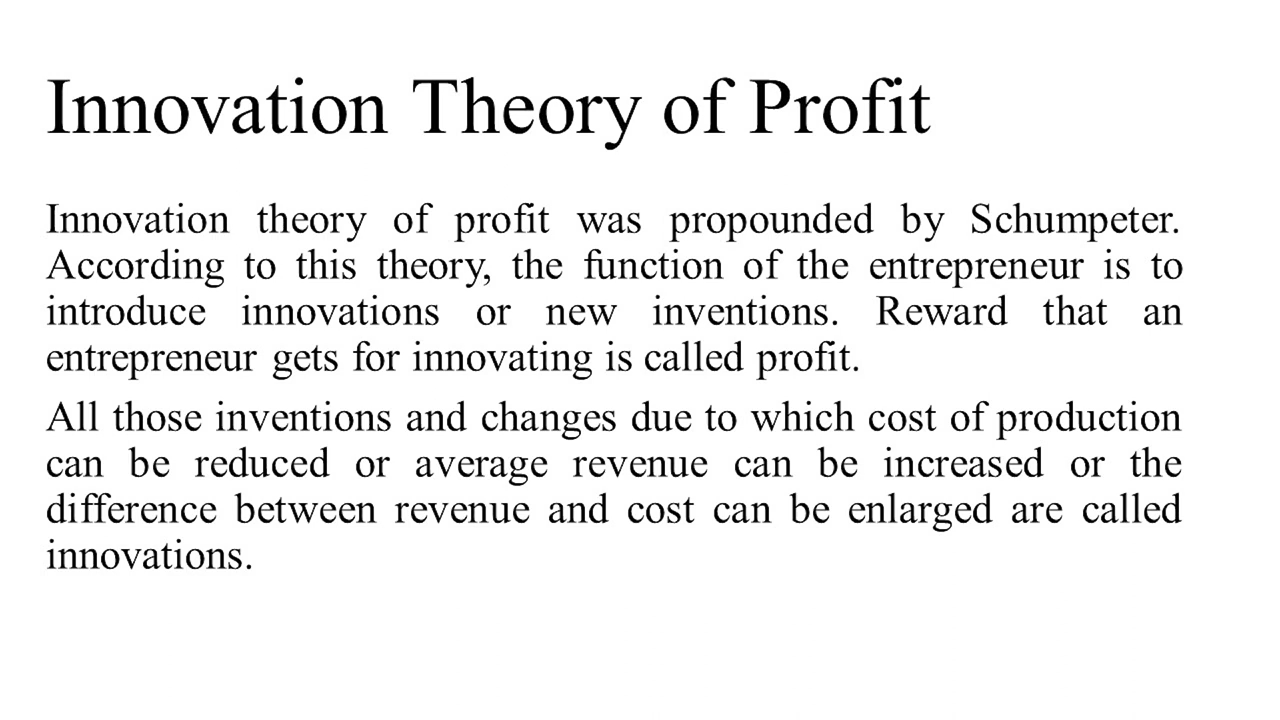 Innovation Theory of Profit
Innovation theory of profit was propounded by Schumpeter.
According to this theory, the function of the entrepreneur is to
introduce innovations or new inventions. Reward that an
entrepreneur gets for innovating is called profit.
All those inventions and changes due to which cost of production
can be reduced or average revenue can be increased or the
difference between revenue and cost can be enlarged are called
innovations.